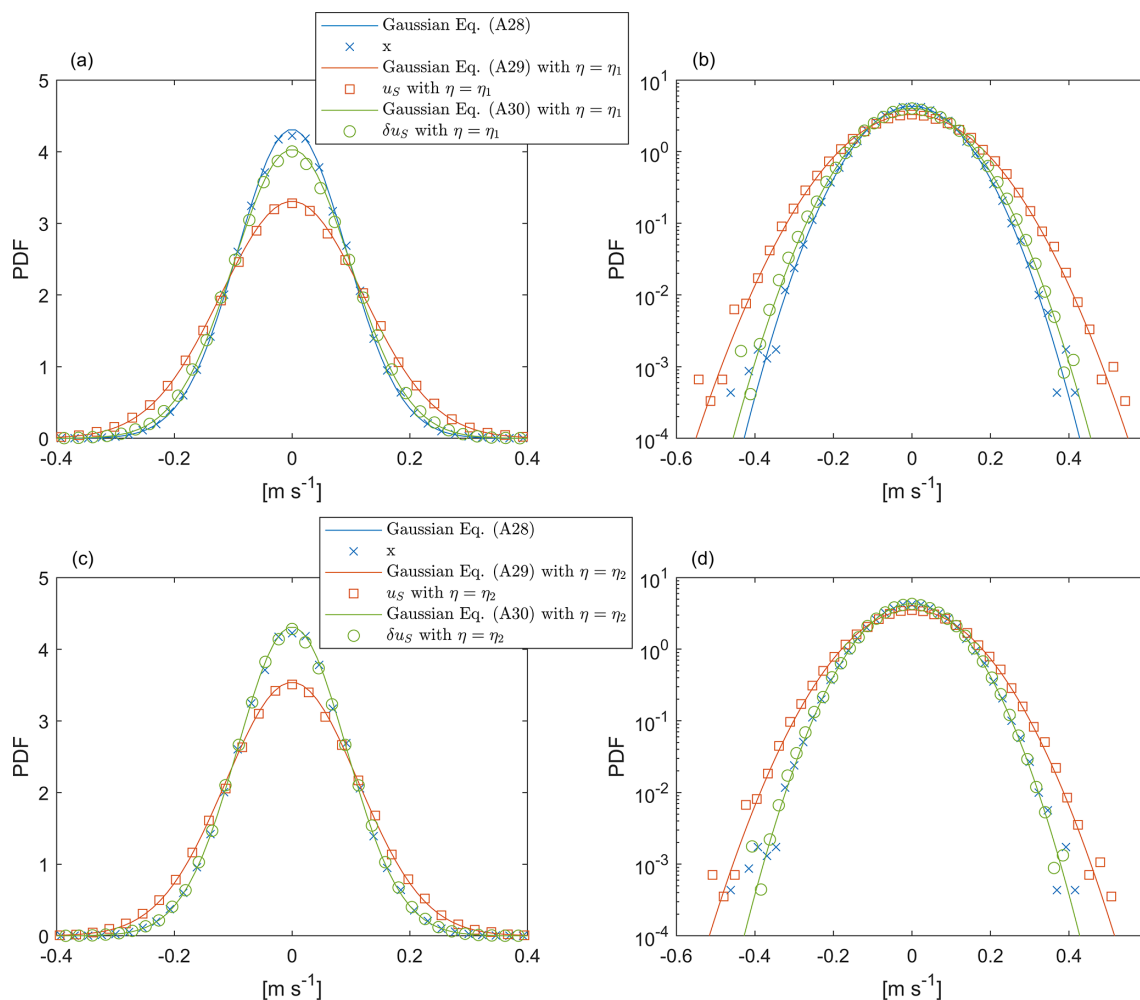 Gaussian Eq. (A28)
x
Gaussian Eq. (A29) with η = η₁
u_S with η = η₁
Gaussian Eq. (A30) with η = η₁
δu_S with η = η₁
(a)
PDF
5
4
3
2
1
0
-0.4 -0.2 0 0.2 0.4
[m s⁻¹]
(b)
PDF
10¹
10⁰
10⁻¹
10⁻²
10⁻³
10⁻⁴
-0.6 -0.4 -0.2 0 0.2 0.4
[m s⁻¹]
Gaussian Eq. (A28)
x
Gaussian Eq. (A29) with η = η₂
u_S with η = η₂
Gaussian Eq. (A30) with η = η₂
δu_S with η = η₂
(c)
PDF
5
4
3
2
1
0
-0.4 -0.2 0 0.2 0.4
[m s⁻¹]
(d)
PDF
10¹
10⁰
10⁻¹
10⁻²
10⁻³
10⁻⁴
-0.6 -0.4 -0.2 0 0.2 0.4
[m s⁻¹]